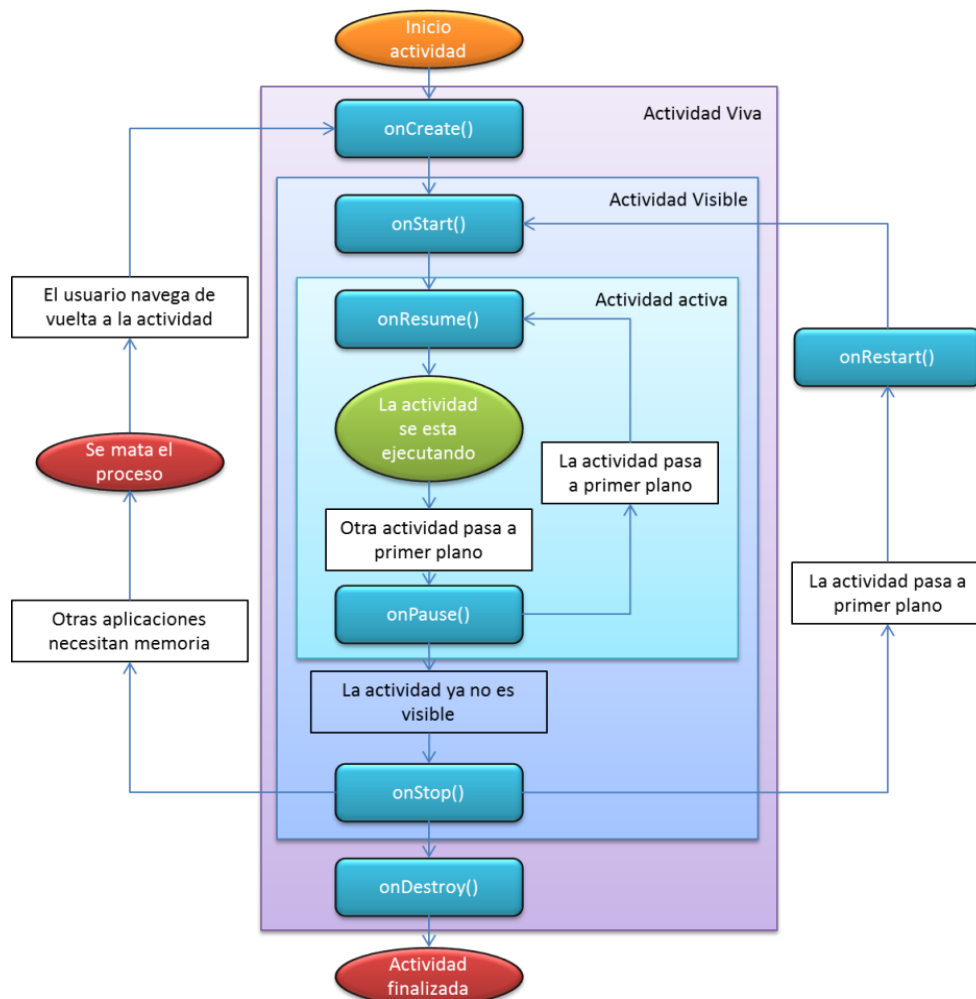 Inicio
actividad
Actividad Viva
onCreate()
Actividad Visible
onStart()
El usuario navega de
vuelta a la actividad
Actividad activa
onResume()
onRestart()
La actividad
se esta
ejecutando
Se mata el
proceso
La actividad pasa
a primer plano
Otra actividad pasa a
primer plano
Otras aplicaciones
necesitan memoria
onPause()
La actividad pasa a
primer plano
La actividad ya no es
visible
onStop()
onDestroy()
Actividad
finalizada